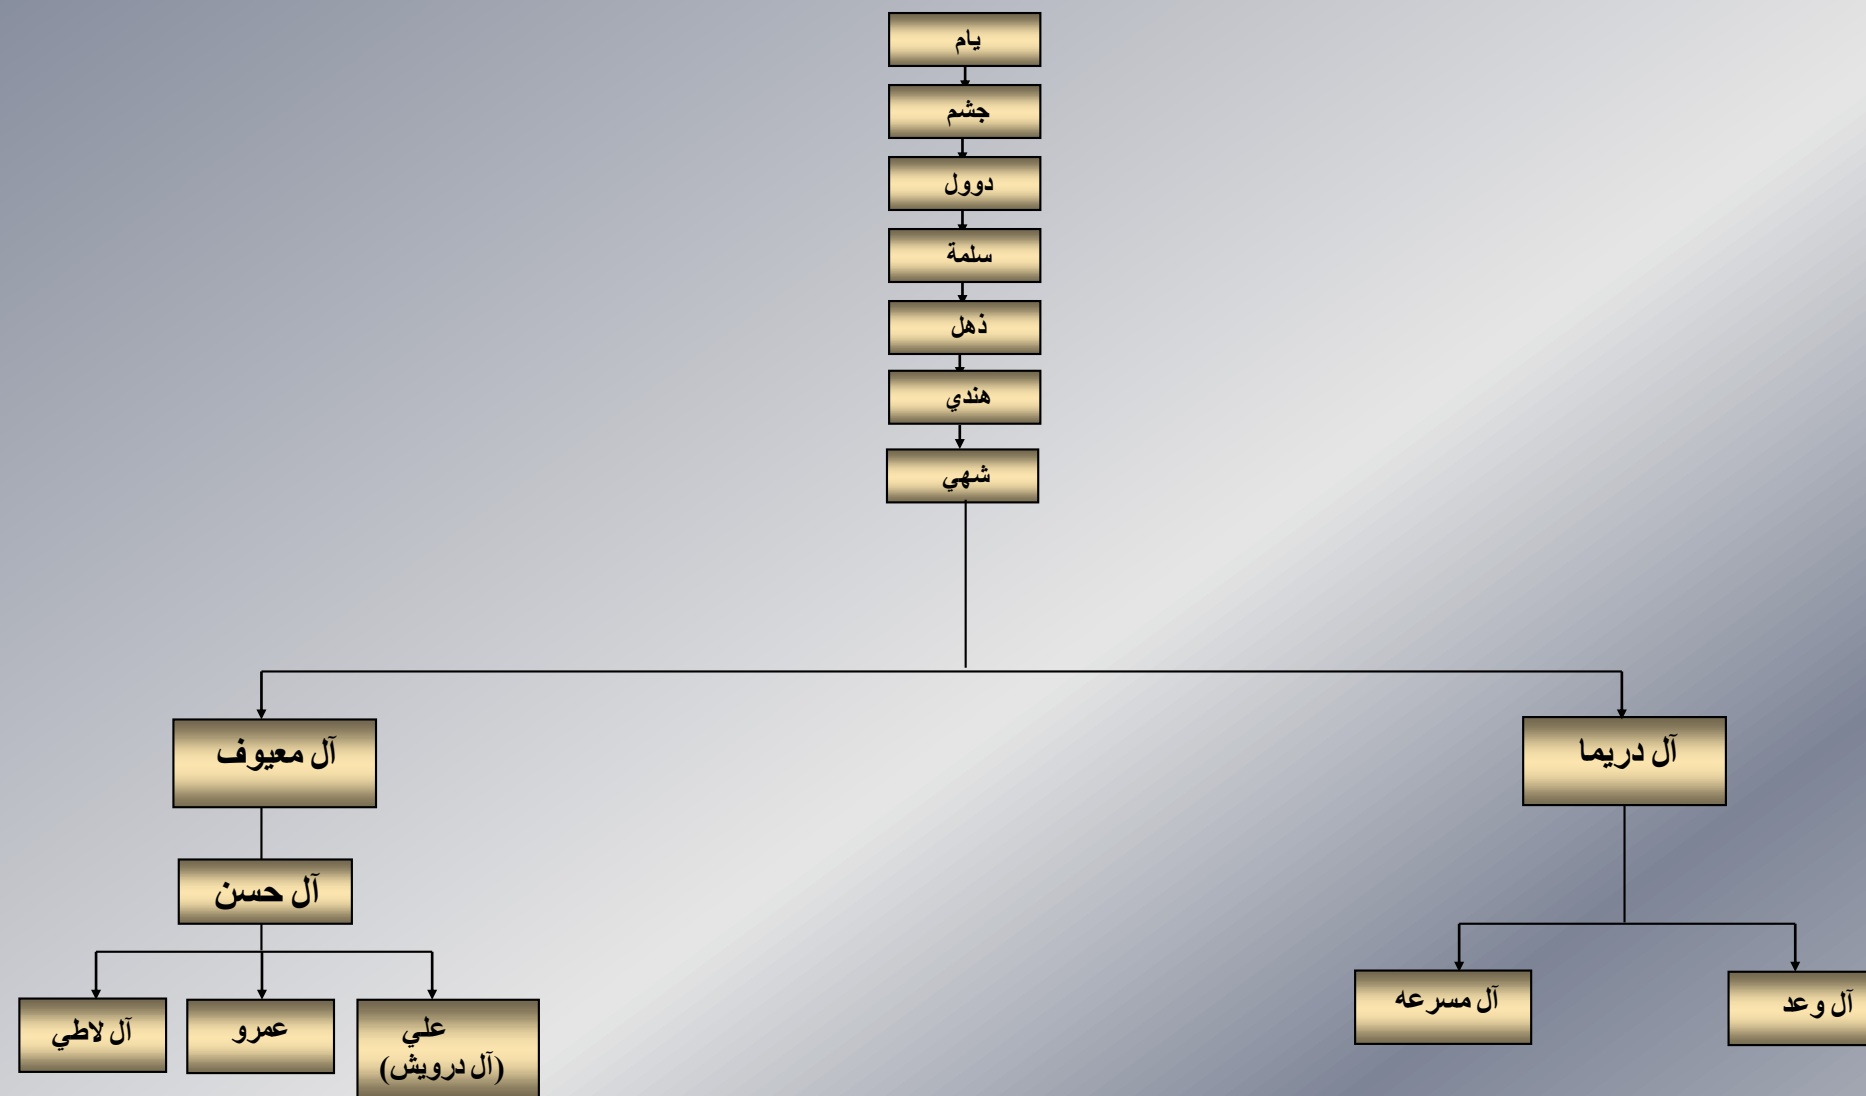 يام
جشم
دوول
سلمة
ذهل
هندي
شهي
آل دريما
آل معيوف
آل حسن
آل وعد
آل مسرعه
علي
(آل درويش)
عمرو
آل لاطي